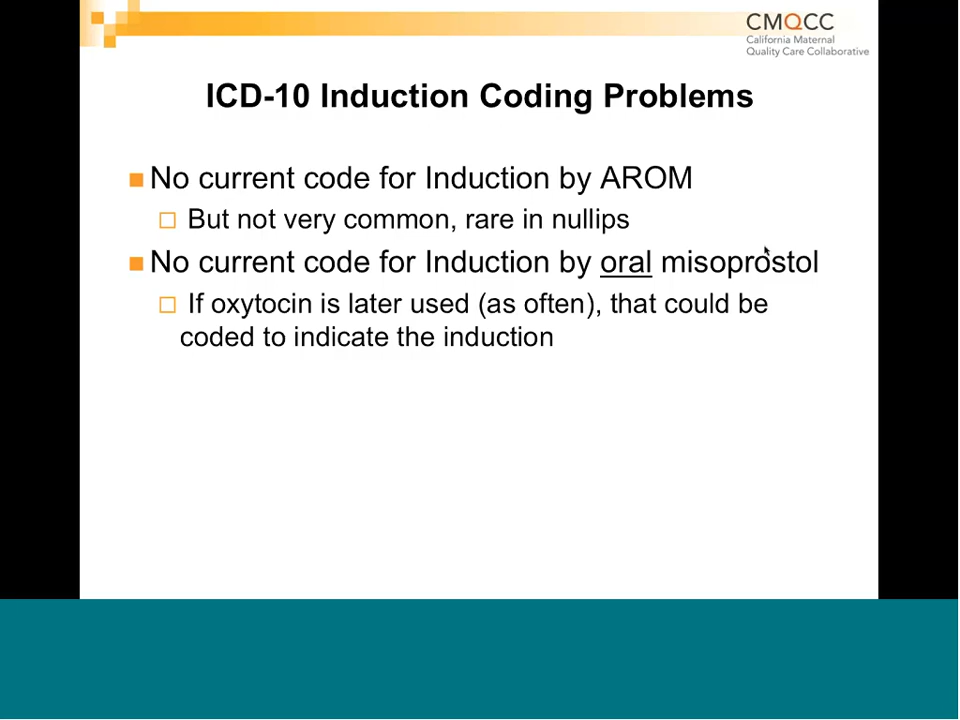 CMQCC
California Maternal
Quality Care Collaborative
ICD-10 Induction Coding Problems
No current code for Induction by AROM
But not very common, rare in nullips
No current code for Induction by oral misoprostol
If oxytocin is later used (as often), that could be
coded to indicate the induction